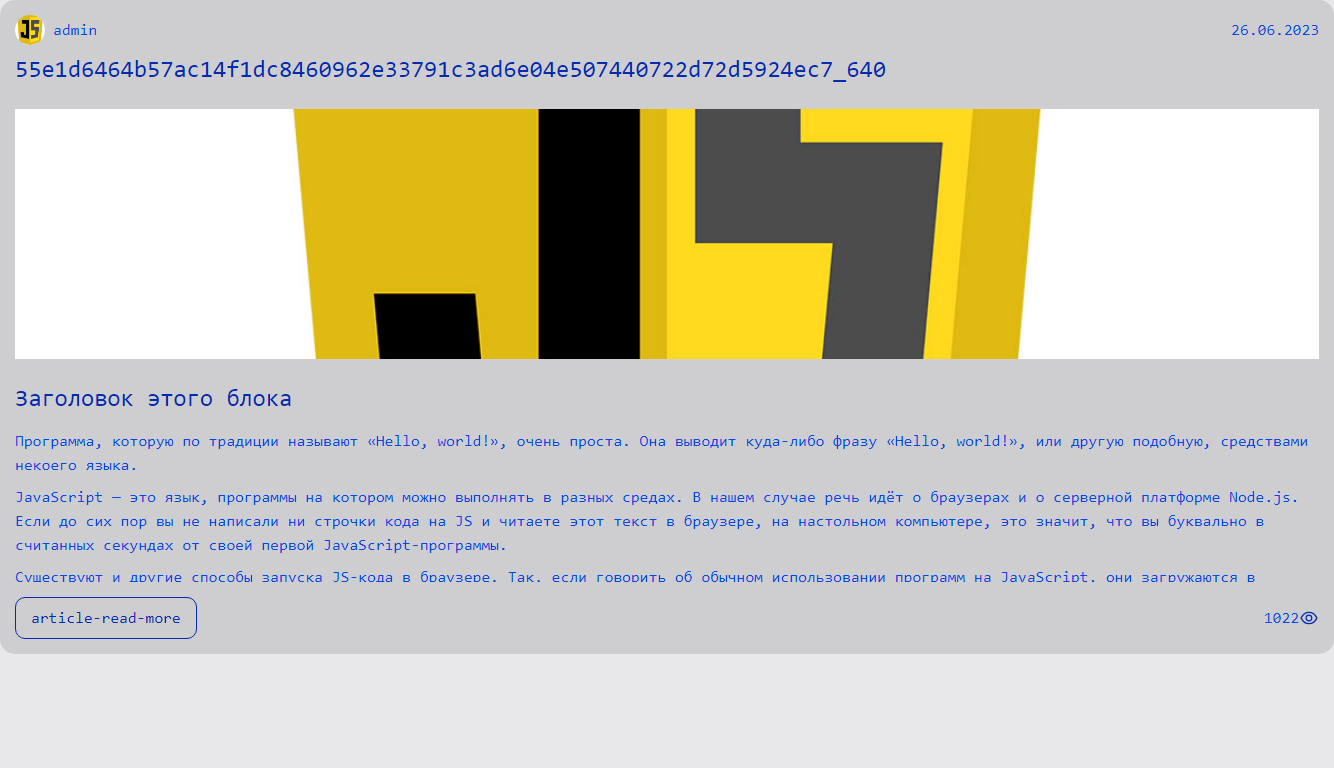 JS admin 26.06.2023
55e1d6464b57ac14f1dc8460962e33791c3ad6e04e507440722d72d5924ec7_640
Заголовок этого блока
Программа, которую по традиции называют «Hello, world!», очень проста. Она выводит куда-либо фразу «Hello, world!», или другую подобную, средствами
некоего языка.
JavaScript — это язык, программы на котором можно выполнять в разных средах. В нашем случае речь идёт о браузерах и о серверной платформе Node.js.
Если до сих пор вы не написали ни строчки кода на JS и читаете этот текст в браузере, на настольном компьютере, это значит, что вы буквально в
считанных секундах от своей первой JavaScript-программы.
Существуют и другие способы запуска JS-кода в браузере. Так, если говорить об обычном использовании программ на JavaScript, они загружаются в
article-read-more 1022